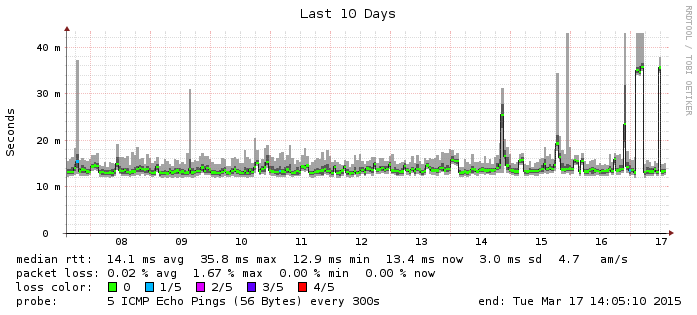 Last 10 Days
RRDTOOL / TOBI OETIKER
Seconds
40 m
30 m
20 m
10 m
0
08 09 10 11 12 13 14 15 16 17
median rtt: 14.1 ms avg 35.8 ms max 12.9 ms min 13.4 ms now 3.0 ms sd 4.7 am/s
packet loss: 0.02 % avg 1.67 % max 0.00 % min 0.00 % now
loss color: 0 1/5 2/5 3/5 4/5
probe: 5 ICMP Echo Pings (56 Bytes) every 300s end: Tue Mar 17 14:05:10 2015